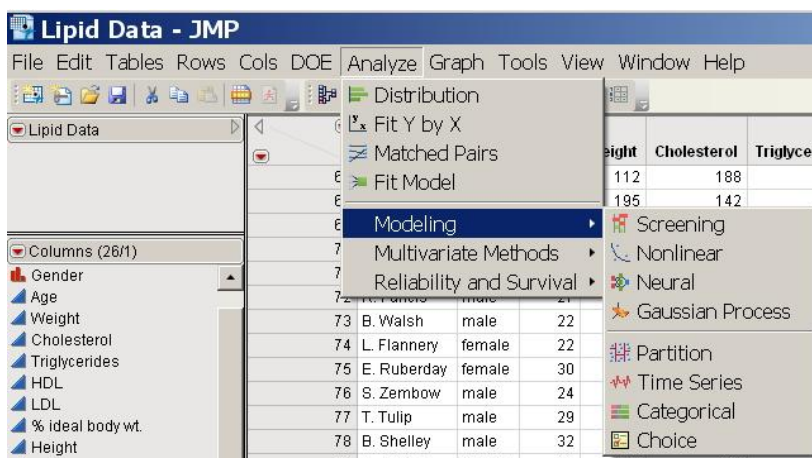 Lipid Data - JMP
File Edit Tables Rows Cols DOE Analyze Graph Tools View Window Help
Lipid Data
Columns (26/1)
Gender
Age
Weight
Cholesterol
Triglycerides
HDL
LDL
% ideal body wt.
Height
Distribution
Fit Y by X
Matched Pairs
Fit Model
Modeling
Multivariate Methods
Reliability and Survival
Screening
Nonlinear
Neural
Gaussian Process
Partition
Time Series
Categorical
Choice
eight Cholesterol Triglyce
112 188
195 142
73 B. Walsh male 22
74 L. Flannery female 22
75 E. Ruberday female 30
76 S. Zembow male 24
77 T. Tulip male 29
78 B. Shelley male 32